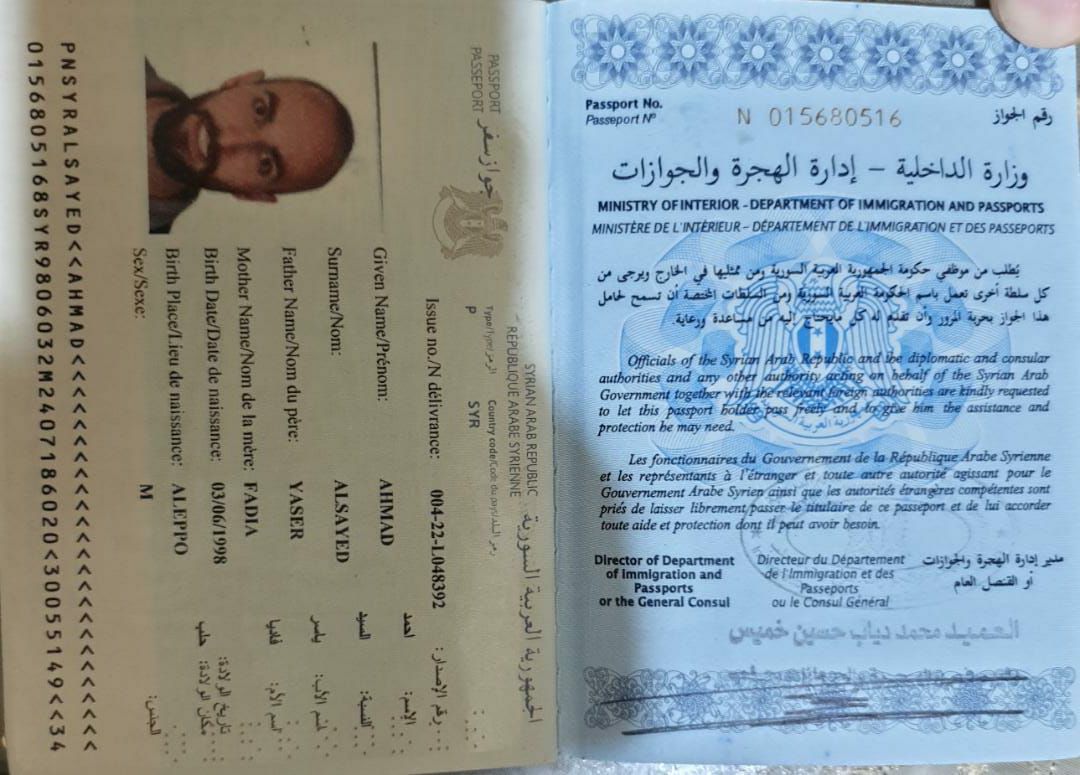 PASSPORT
PASSEPORT
جواز سفر
SYRIAN ARAB REPUBLIC
RÉPUBLIQUE ARABE SYRIENNE
الجمهورية العربية السورية
Type/Type/الرمز
P
Country code/Code du pays/رمز البلد
SYR
Issue no./N délivrance: 004-22-L048392 رقم الإصدار:
Given Name/Prénom: AHMAD احمد الإسم:
Surname/Nom: ALSAYED السيد النسبة:
Father Name/Nom du père: YASER ياسر إسم الأب:
Mother Name/Nom de la mère: FADIA فاديا اسم الأم:
Birth Date/Date de naissance: 03/06/1998 تاريخ الولادة:
Birth Place/Lieu de naissance: ALEPPO حلب مكان الولادة:
Sex/Sexe: M الجنس:
PNSYRALSAYED<<AHMAD<<<<<<<<<<<<<<<<<<<<<<<<<
0156805168SYR9806032M2407186020<30055149<<34
Passport No.
Passeport Nº
N 015680516
رقم الجواز
وزارة الداخلية – إدارة الهجرة والجوازات
MINISTRY OF INTERIOR - DEPARTMENT OF IMMIGRATION AND PASSPORTS
MINISTÈRE DE L'INTÉRIEUR – DÉPARTEMENT DE L'IMMIGRATION ET DES PASSEPORTS
يُطلب من موظفي حكومة الجمهورية العربية السورية ومن ممثليها في الخارج ويرجى من
كل سلطة أخرى تعمل باسم الحكومة العربية السورية ومن السلطات المختصة أن تسمح لحامل
هذا الجواز بحرية المرور وأن تقدم له كل مايحتاج إليه من مساعدة ورعاية.
Officials of the Syrian Arab Republic and the diplomatic and consular
authorities and any other authority acting on behalf of the Syrian Arab
Government together with the relevant foreign authorities are kindly requested
to let this passport holder pass freely and to give him the assistance and
protection he may need.
Les fonctionnaires du Gouvernement de la République Arabe Syrienne
et les représentants à l'étranger et toute autre autorité agissant pour le
Gouvernement Arabe Syrien ainsi que les autorités étrangères compétentes sont
priés de laisser librement passer le titulaire de ce passeport et de lui accorder
toute aide et protection dont il peut avoir besoin.
Director of Department
of Immigration and
Passports
or the General Consul
Directeur du Département
de l'Immigration et des
Passeports
ou le Consul Général
مدير إدارة الهجرة والجوازات
أو القنصل العام
العميد محمد دياب حسين خميس